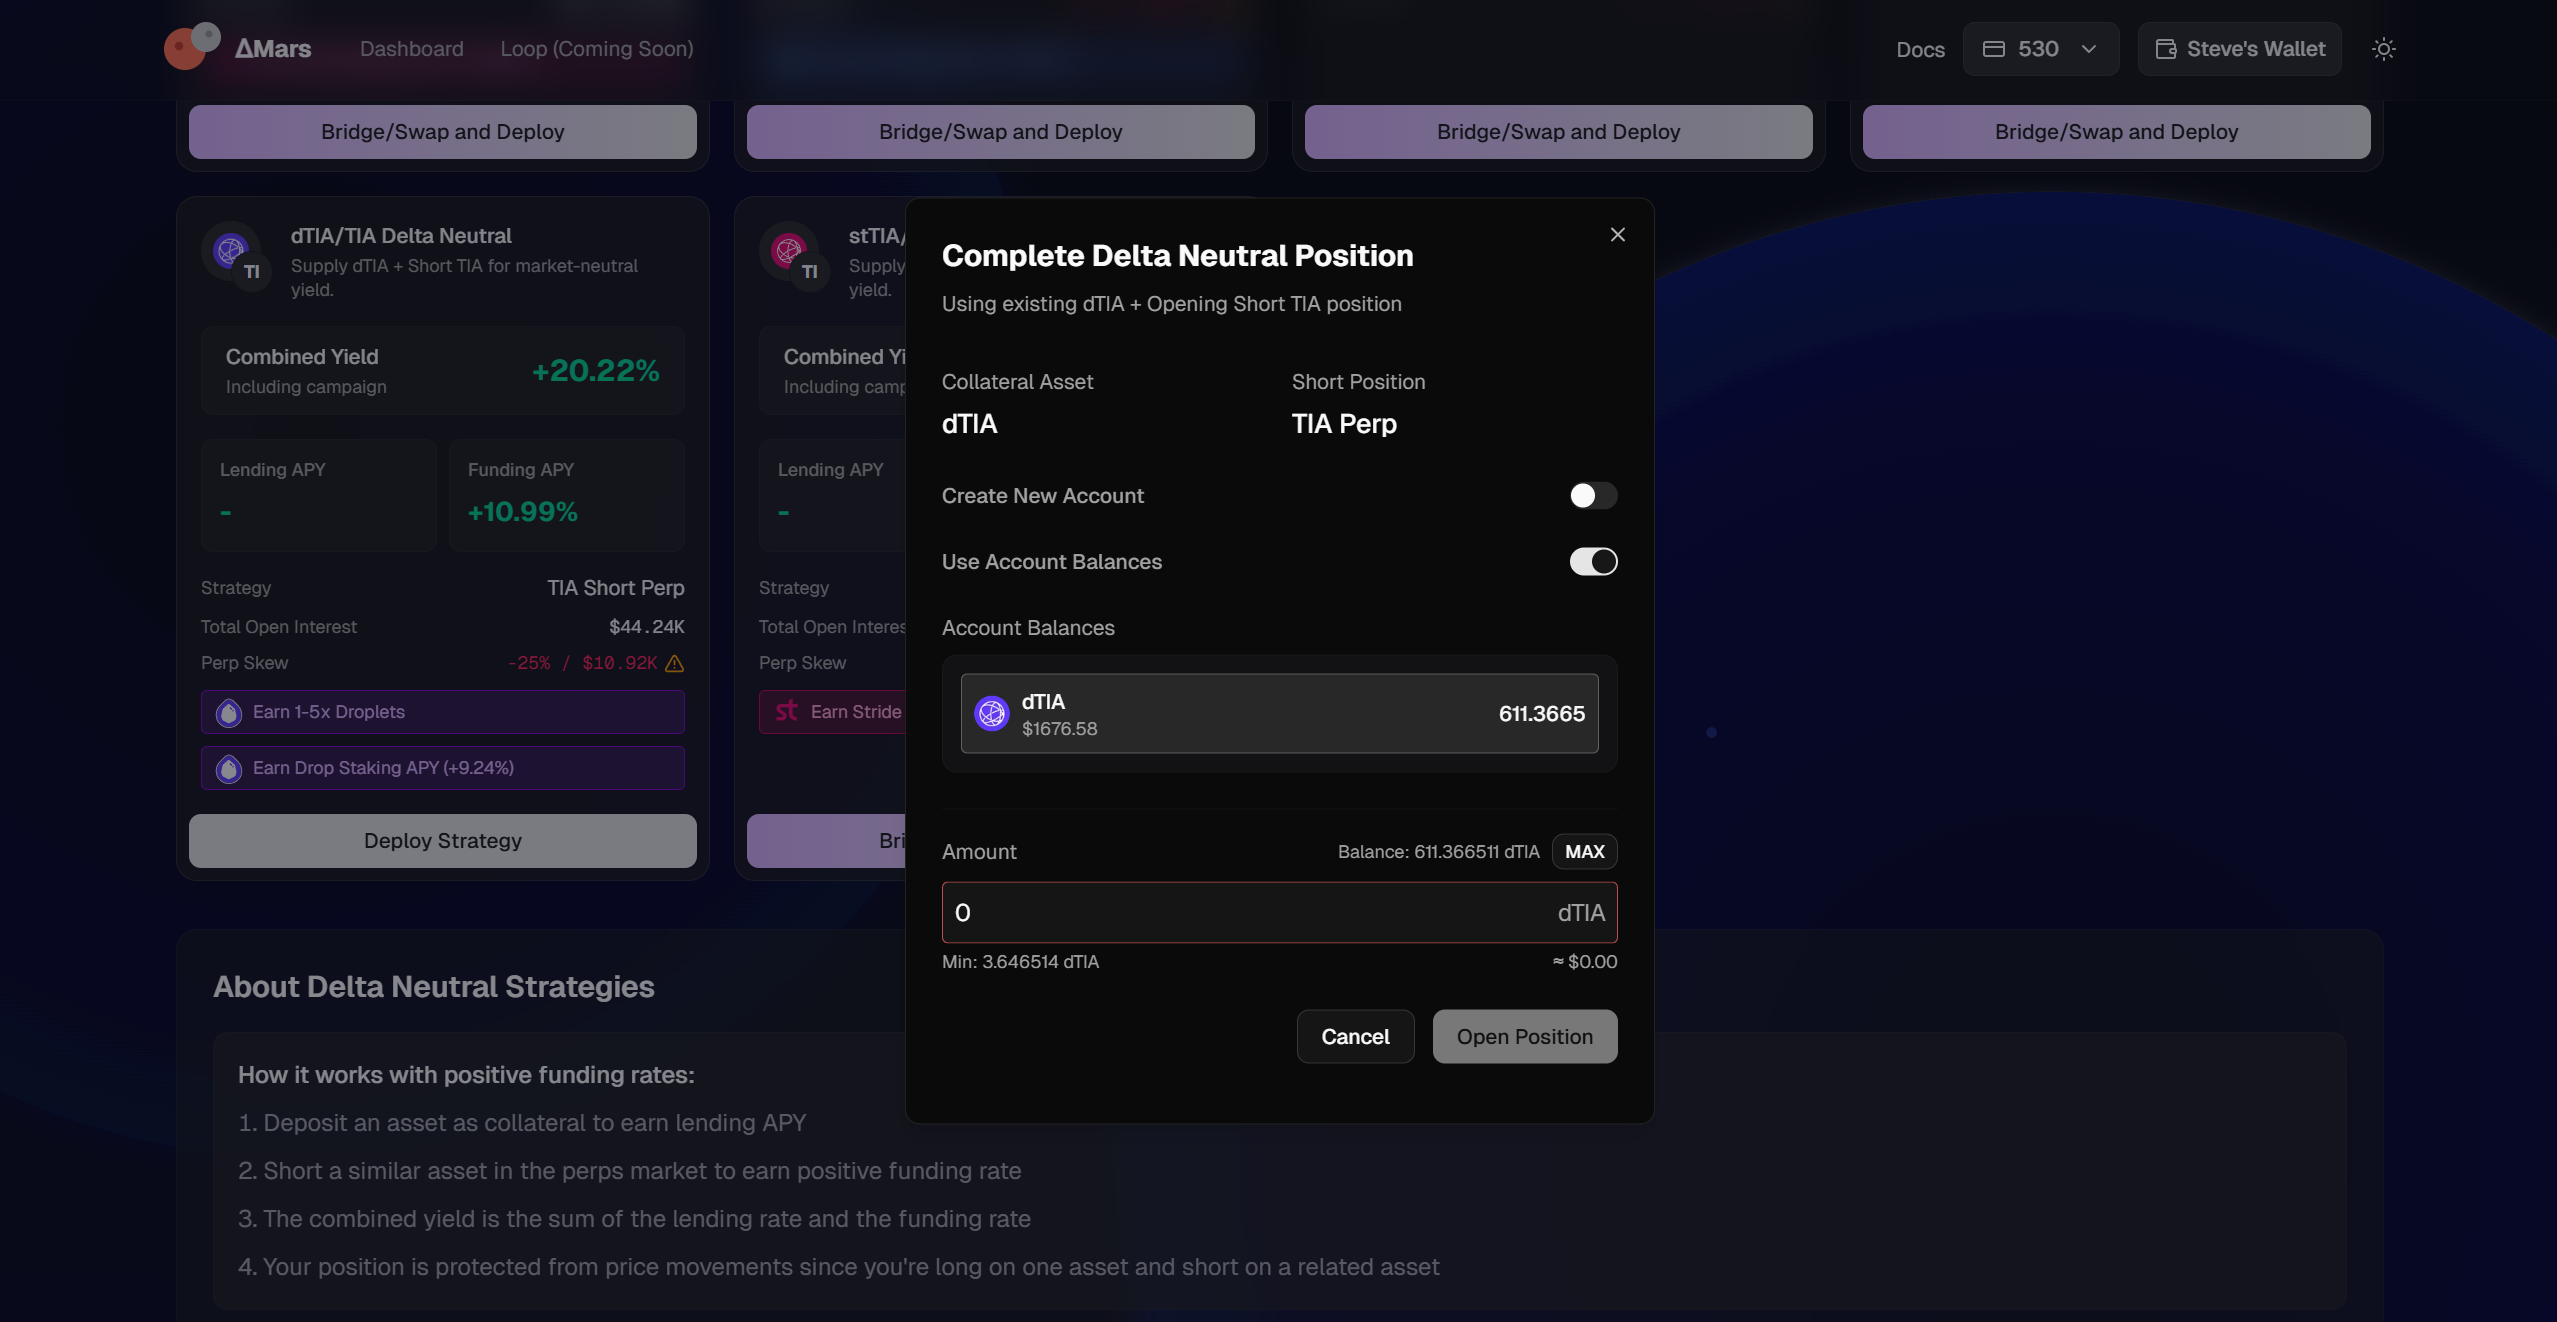 ΔMars
Dashboard
Loop (Coming Soon)
Docs
530
Steve's Wallet
Bridge/Swap and Deploy
Bridge/Swap and Deploy
Bridge/Swap and Deploy
Bridge/Swap and Deploy
TI
dTIA/TIA Delta Neutral
Supply dTIA + Short TIA for market-neutral
yield.
Combined Yield
Including campaign
+20.22%
Lending APY
-
Funding APY
+10.99%
Strategy
TIA Short Perp
Total Open Interest
$44.24K
Perp Skew
-25% / $10.92K
Earn 1-5x Droplets
Earn Drop Staking APY (+9.24%)
Deploy Strategy
TI
stTIA/
Supply
yield.
Combined Yi
Including camp
Lending APY
-
Strategy
Total Open Interes
Perp Skew
st Earn Stride
Bri
Complete Delta Neutral Position
Using existing dTIA + Opening Short TIA position
Collateral Asset
dTIA
Short Position
TIA Perp
Create New Account
Use Account Balances
Account Balances
dTIA
$1676.58
611.3665
Amount
Balance: 611.366511 dTIA
MAX
0
dTIA
Min: 3.646514 dTIA
≈ $0.00
Cancel
Open Position
About Delta Neutral Strategies
How it works with positive funding rates:
1. Deposit an asset as collateral to earn lending APY
2. Short a similar asset in the perps market to earn positive funding rate
3. The combined yield is the sum of the lending rate and the funding rate
4. Your position is protected from price movements since you're long on one asset and short on a related asset